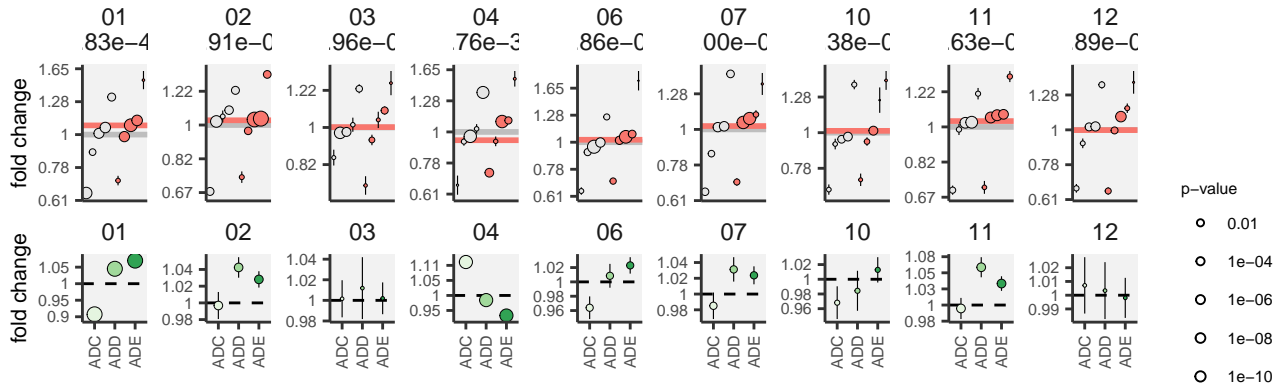 01 02 03 04 06 07 10 11 12
.83e−4 .91e−0 .96e−0 .76e−3 .86e−0 .00e−0 .38e−0 .63e−0 .89e−0
fold change
1.65 1.28 1 0.78 0.61
1.22 1 0.82 0.67
1.22 1 0.82
1.65 1.28 1 0.78 0.61
1.65 1.28 1 0.78 0.61
1.28 1 0.78 0.61
1.28 1 0.78
1.22 1 0.82 0.67
1.28 1 0.78 0.61
01 02 03 04 06 07 10 11 12
fold change
1.05 1 0.95 0.9
1.04 1.02 1 0.98
1.04 1.02 1 0.98
1.11 1.05 1 0.95
1.02 1 0.98 0.96
1.04 1.02 1 0.98
1.02 1 0.98 0.96
1.08 1.05 1.03 1 0.98
1.02 1.01 1 0.99
ADC ADD ADE ADC ADD ADE ADC ADD ADE ADC ADD ADE ADC ADD ADE ADC ADD ADE ADC ADD ADE ADC ADD ADE ADC ADD ADE
p−value
0.01
1e−04
1e−06
1e−08
1e−10